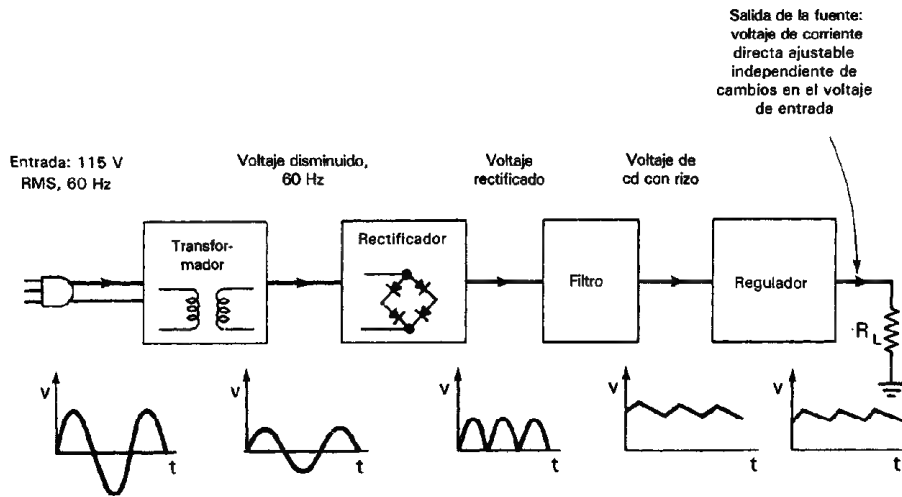 Salida de la fuente:
voltaje de corriente
directa ajustable
independiente de
cambios en el voltaje
de entrada
Entrada: 115 V
RMS, 60 Hz
Voltaje disminuido,
60 Hz
Voltaje
rectificado
Voltaje de
cd con rizo
Transfor-
mador
Rectificador
Filtro
Regulador
R L
v
t
v
t
v
t
v
t
v
t